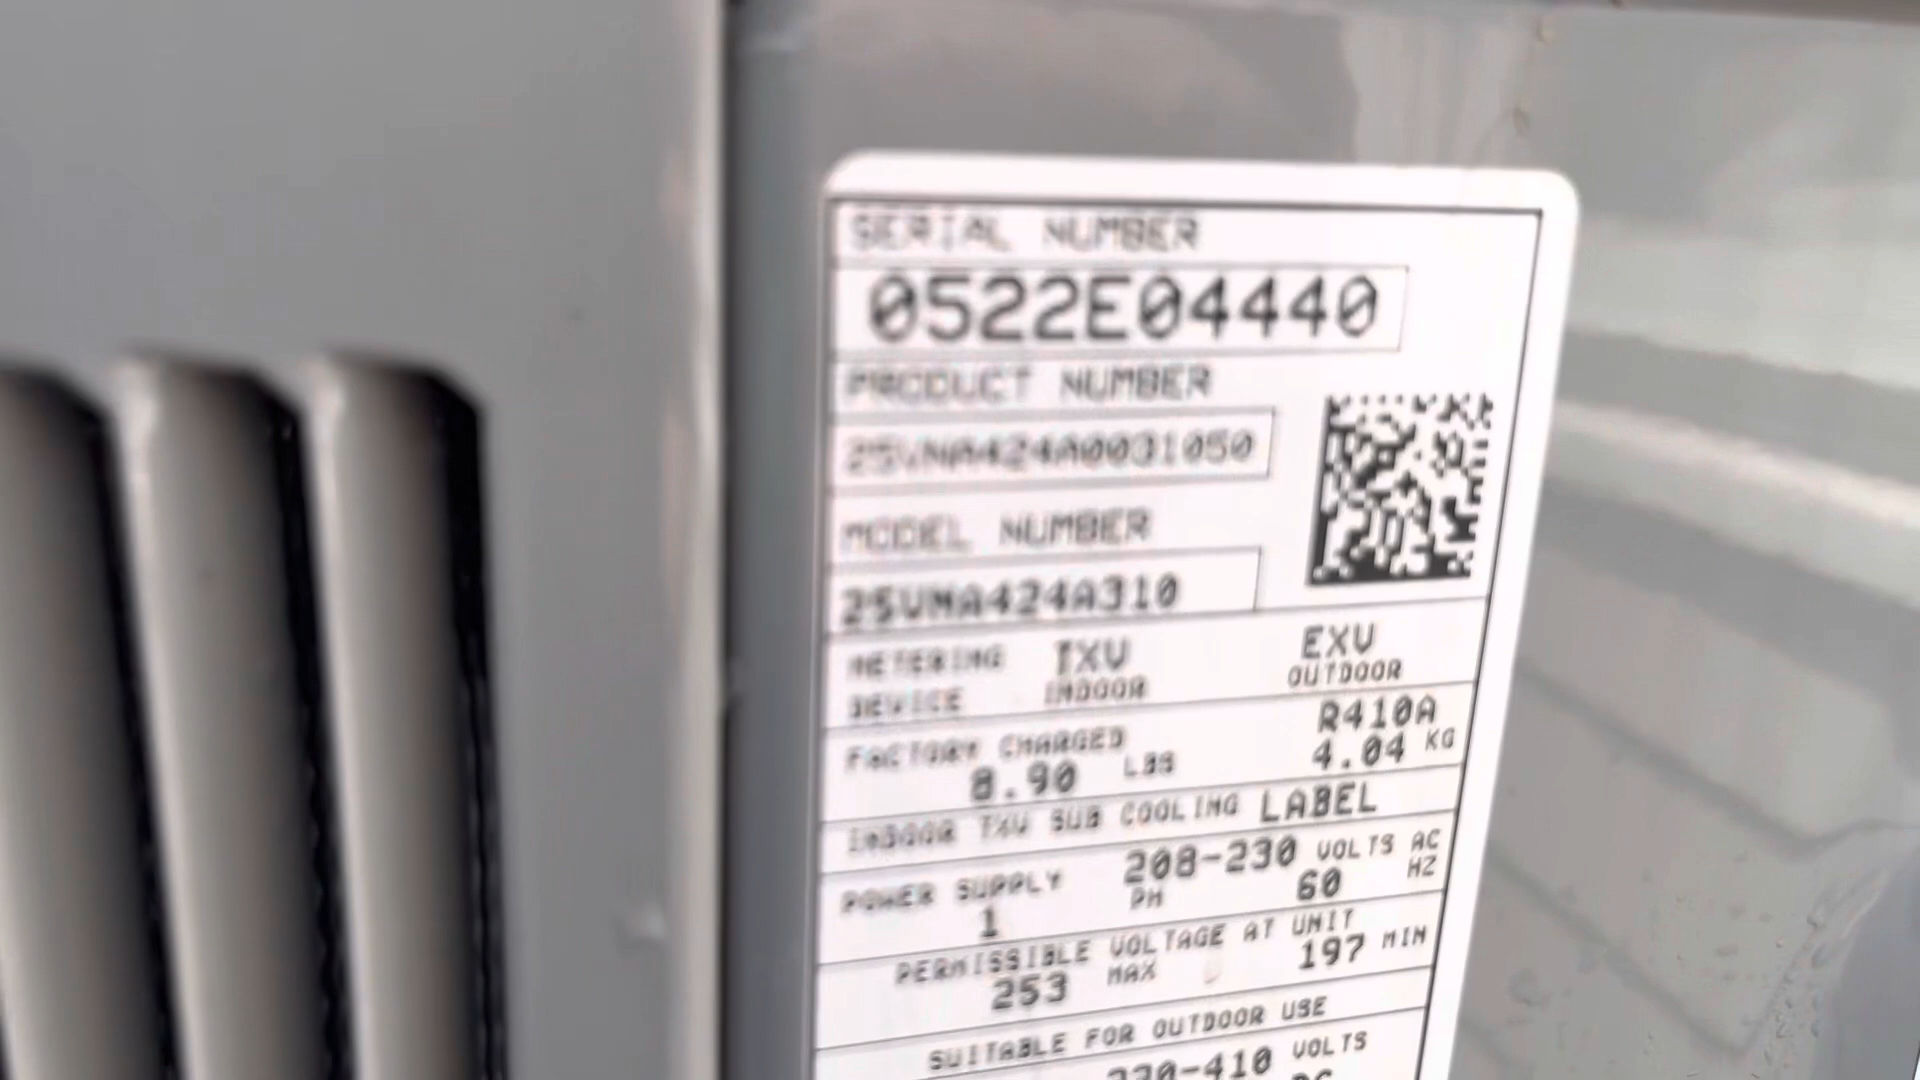 SERIAL NUMBER
0522E04440
PRODUCT NUMBER
25VNA424A0031050
MODEL NUMBER
25VNA424A310
METERING TXV EXV
DEVICE INDOOR OUTDOOR
FACTORY CHARGED R410A
8.90 LBS 4.04 KG
INDOOR TXV SUB COOLING LABEL
POWER SUPPLY 208-230 VOLTS AC
1 PH 60 HZ
PERMISSIBLE VOLTAGE AT UNIT
253 MAX 197 MIN
SUITABLE FOR OUTDOOR USE
VOLTS